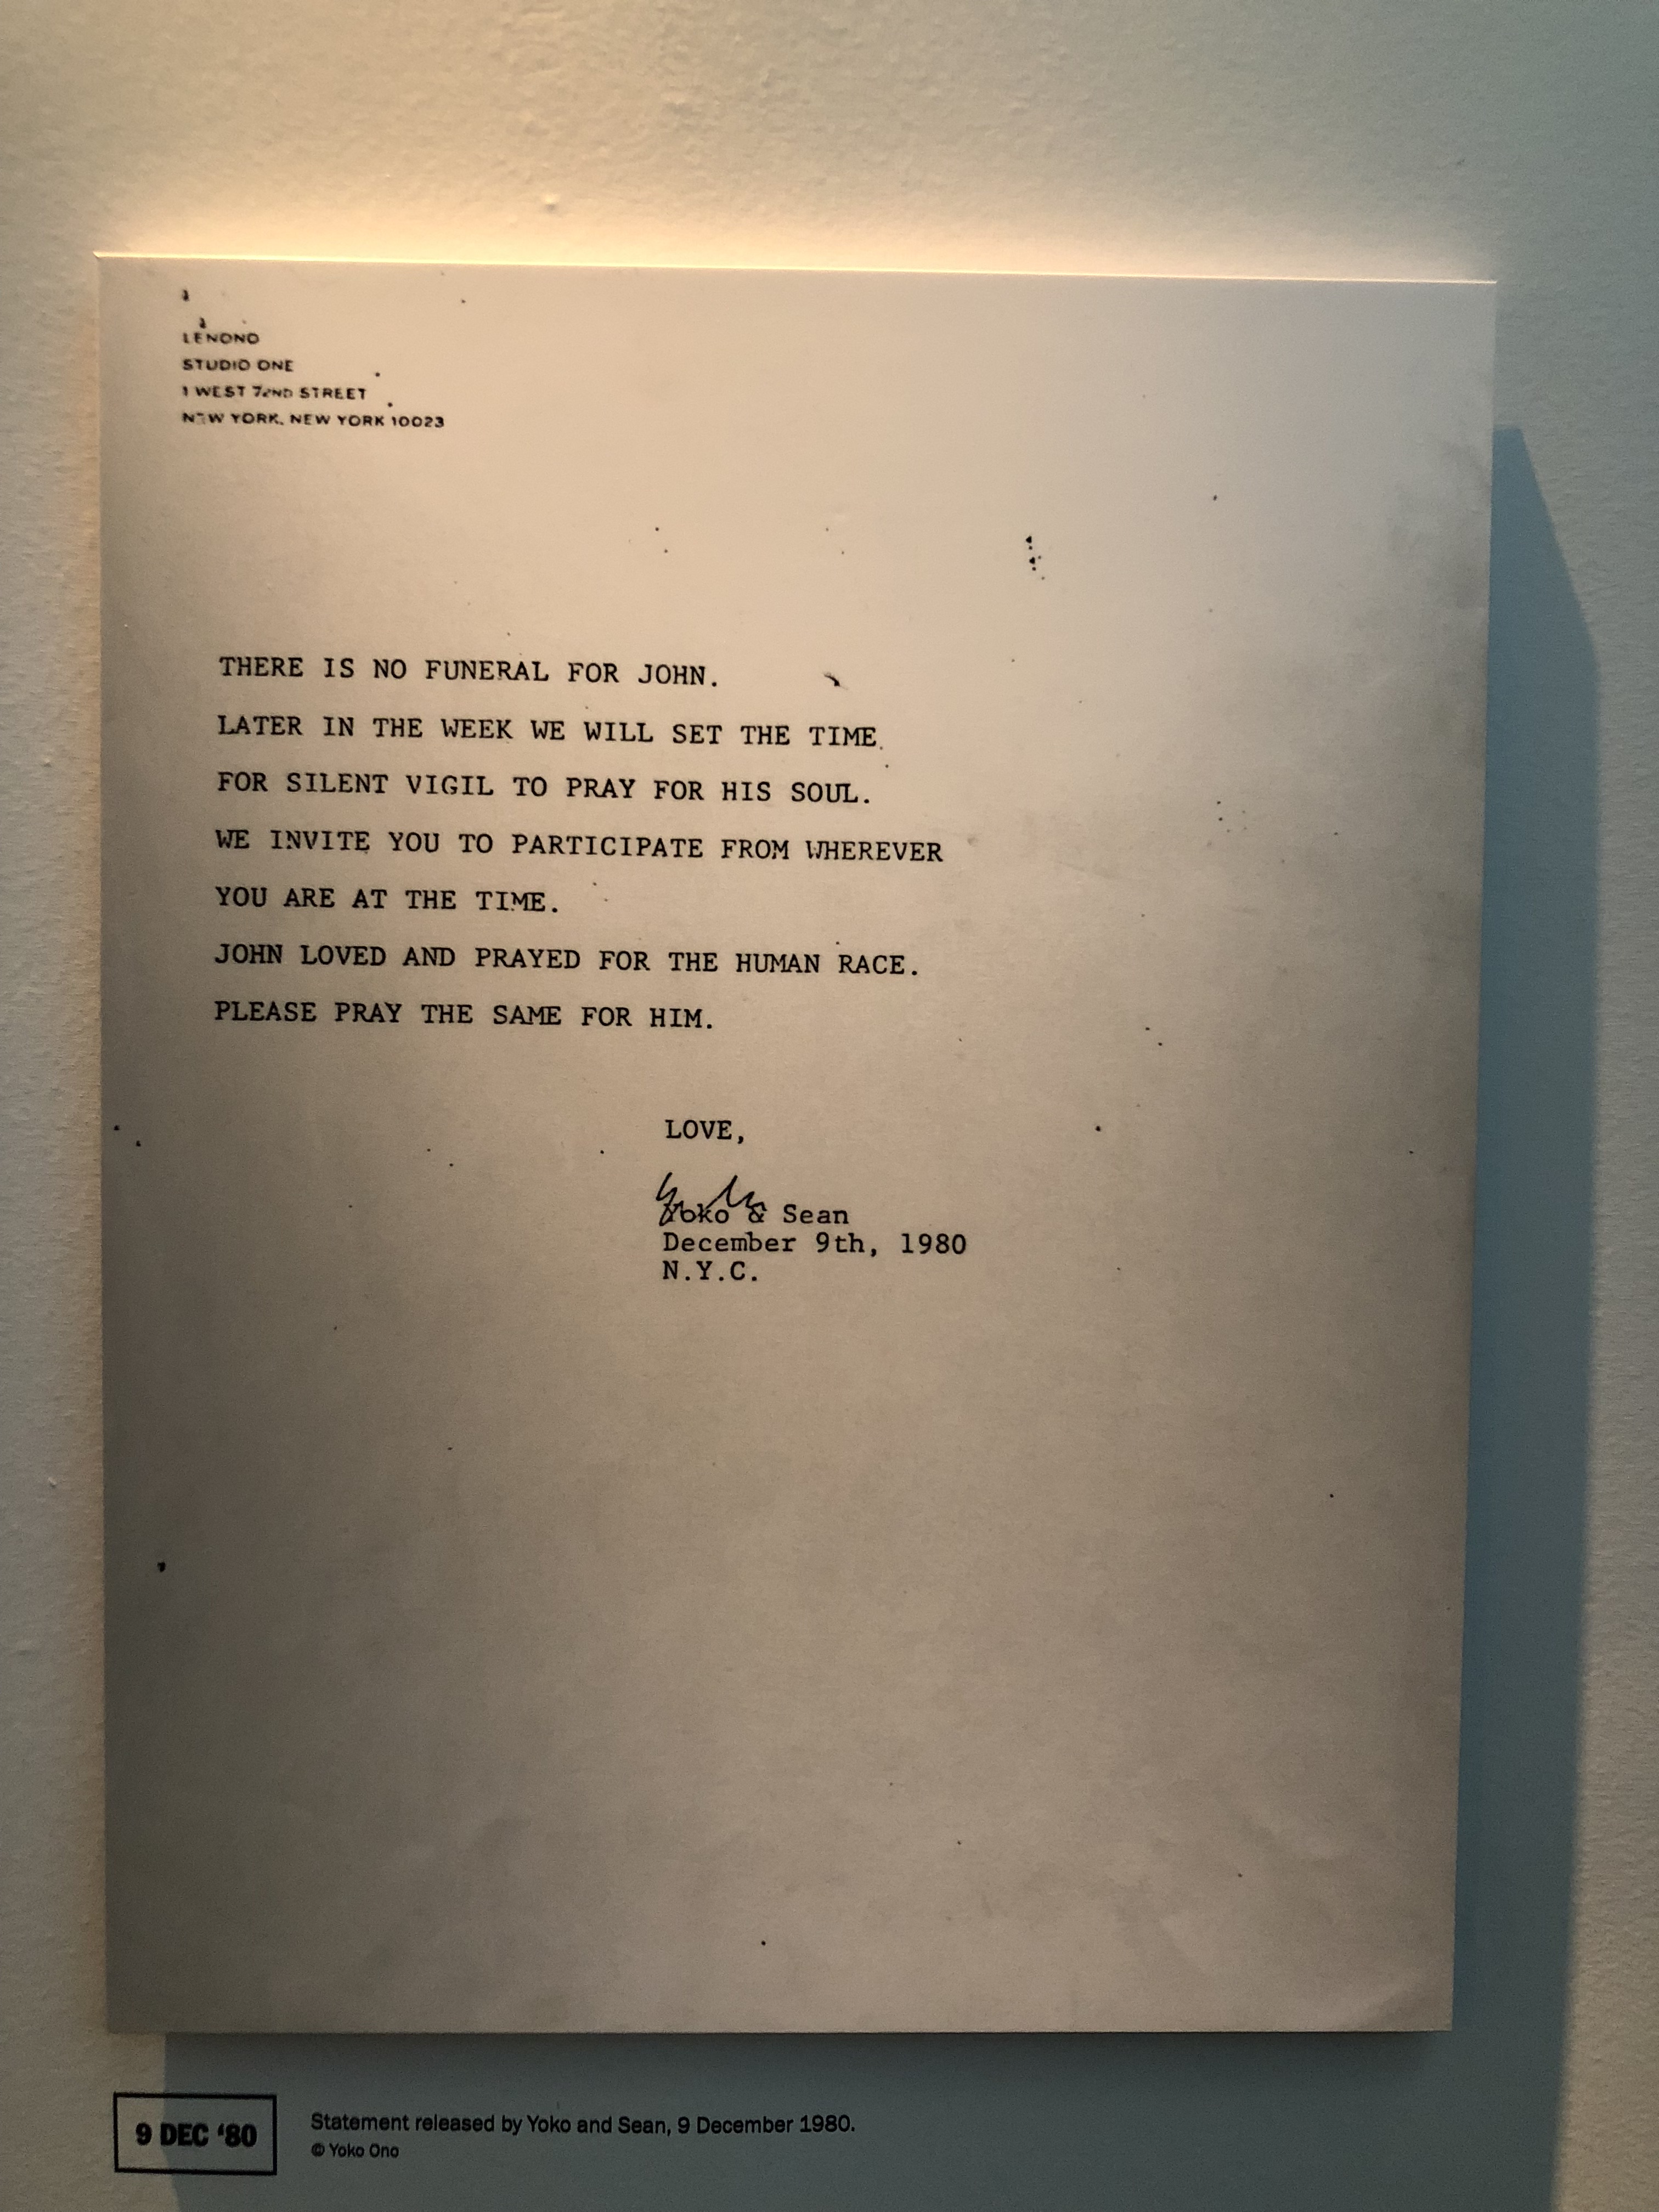 LENONO
STUDIO ONE
1 WEST 72ND STREET
NEW YORK, NEW YORK 10023
THERE IS NO FUNERAL FOR JOHN.
LATER IN THE WEEK WE WILL SET THE TIME
FOR SILENT VIGIL TO PRAY FOR HIS SOUL.
WE INVITE YOU TO PARTICIPATE FROM WHEREVER
YOU ARE AT THE TIME.
JOHN LOVED AND PRAYED FOR THE HUMAN RACE.
PLEASE PRAY THE SAME FOR HIM.
LOVE,
Yoko & Sean
December 9th, 1980
N.Y.C.
9 DEC ‘80
Statement released by Yoko and Sean, 9 December 1980.
© Yoko Ono